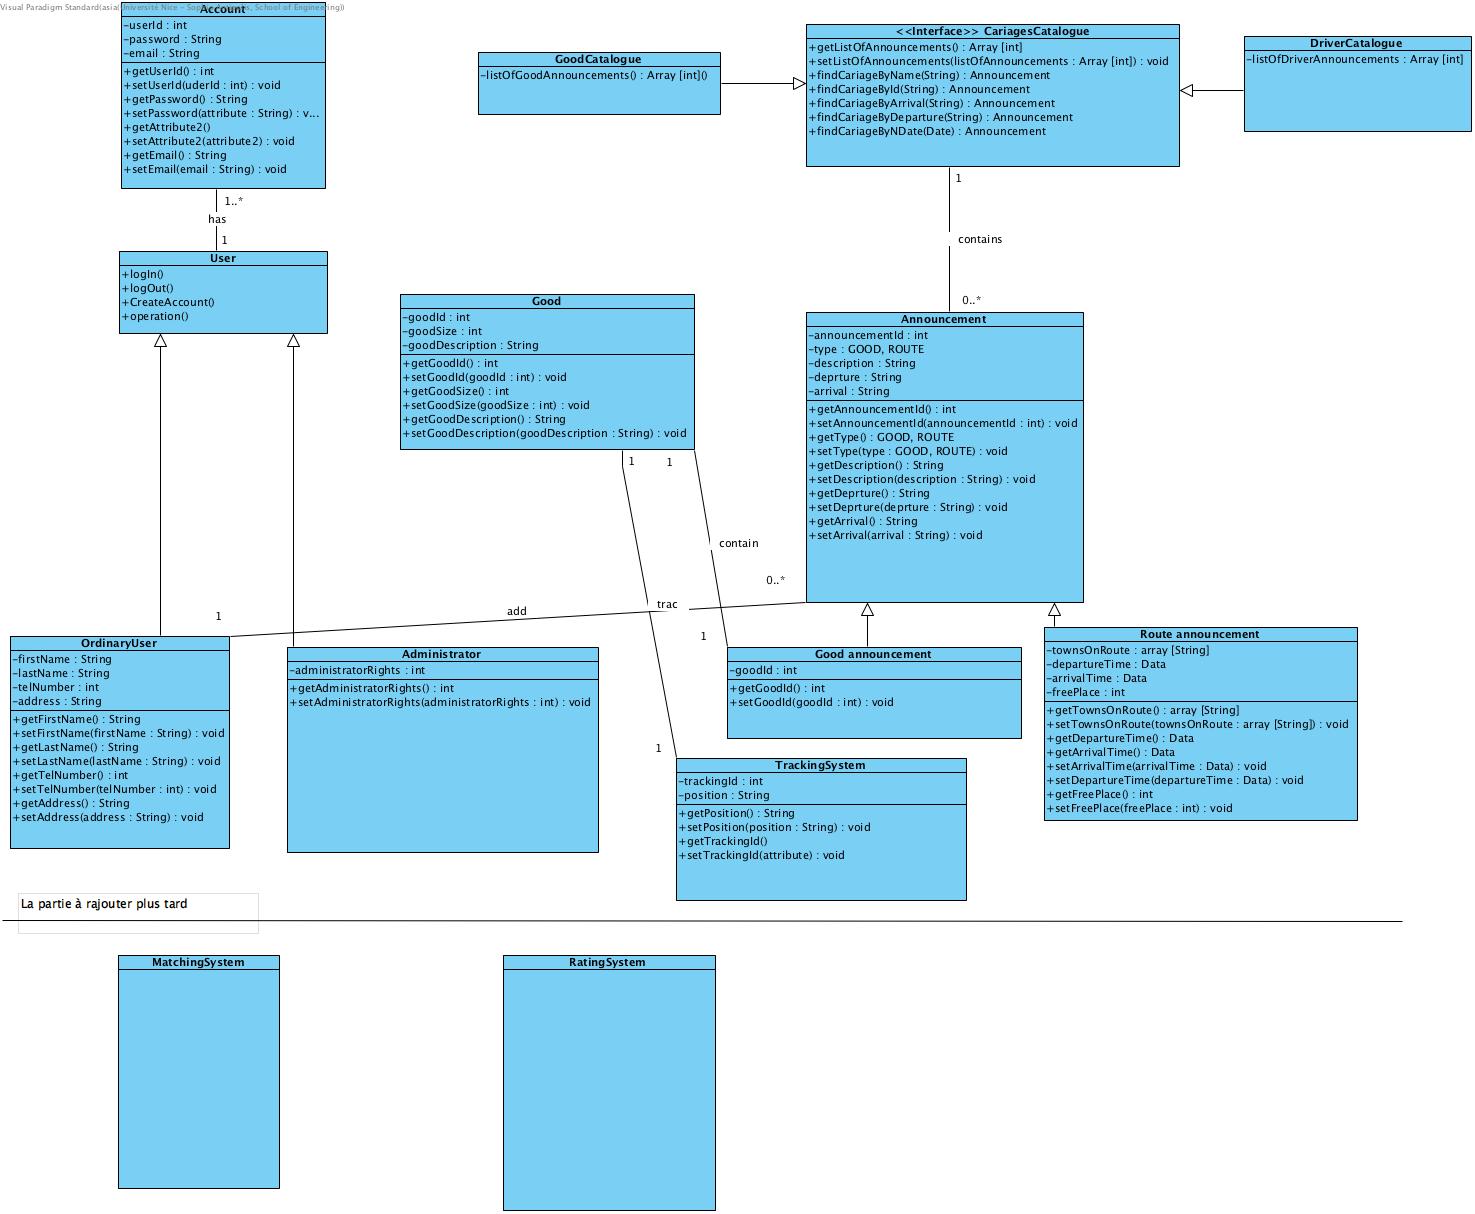 Visual Paradigm Standard(asia(Université Nice - Sophia Antipolis, School of Engineering))
Account
-userId : int
-password : String
-email : String
+getUserId() : int
+setUserId(uderId : int) : void
+getPassword() : String
+setPassword(attribute : String) : v...
+getAttribute2()
+setAttribute2(attribute2) : void
+getEmail() : String
+setEmail(email : String) : void
1..*
has
1
User
+logIn()
+logOut()
+CreateAccount()
+operation()
GoodCatalogue
-listOfGoodAnnouncements() : Array [int]()
<<Interface>> CariagesCatalogue
+getListOfAnnouncements() : Array [int]
+setListOfAnnouncements(listOfAnnouncements : Array [int]) : void
+findCariageByName(String) : Announcement
+findCariageById(String) : Announcement
+findCariageByArrival(String) : Announcement
+findCariageByDeparture(String) : Announcement
+findCariageByNDate(Date) : Announcement
DriverCatalogue
-listOfDriverAnnouncements : Array [int]
1
contains
0..*
Good
-goodId : int
-goodSize : int
-goodDescription : String
+getGoodId() : int
+setGoodId(goodId : int) : void
+getGoodSize() : int
+setGoodSize(goodSize : int) : void
+getGoodDescription() : String
+setGoodDescription(goodDescription : String) : void
1
1
Announcement
-announcementId : int
-type : GOOD, ROUTE
-description : String
-deprture : String
-arrival : String
+getAnnouncementId() : int
+setAnnouncementId(announcementId : int) : void
+getType() : GOOD, ROUTE
+setType(type : GOOD, ROUTE) : void
+getDescription() : String
+setDescription(description : String) : void
+getDeprture() : String
+setDeprture(deprture : String) : void
+getArrival() : String
+setArrival(arrival : String) : void
contain
0..*
trac
add
1
1
1
OrdinaryUser
-firstName : String
-lastName : String
-telNumber : int
-address : String
+getFirstName() : String
+setFirstName(firstName : String) : void
+getLastName() : String
+setLastName(lastName : String) : void
+getTelNumber() : int
+setTelNumber(telNumber : int) : void
+getAddress() : String
+setAddress(address : String) : void
Administrator
-administratorRights : int
+getAdministratorRights() : int
+setAdministratorRights(administratorRights : int) : void
Good announcement
-goodId : int
+getGoodId() : int
+setGoodId(goodId : int) : void
Route announcement
-townsOnRoute : array [String]
-departureTime : Data
-arrivalTime : Data
-freePlace : int
+getTownsOnRoute() : array [String]
+setTownsOnRoute(townsOnRoute : array [String]) : void
+getDepartureTime() : Data
+getArrivalTime() : Data
+setArrivalTime(arrivalTime : Data) : void
+setDepartureTime(departureTime : Data) : void
+getFreePlace() : int
+setFreePlace(freePlace : int) : void
TrackingSystem
-trackingId : int
-position : String
+getPosition() : String
+setPosition(position : String) : void
+getTrackingId()
+setTrackingId(attribute) : void
La partie à rajouter plus tard
MatchingSystem
RatingSystem